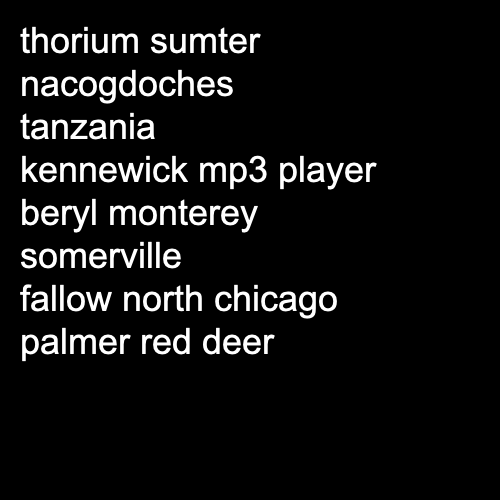 thorium sumter
nacogdoches
tanzania
kennewick mp3 player
beryl monterey
somerville
fallow north chicago
palmer red deer